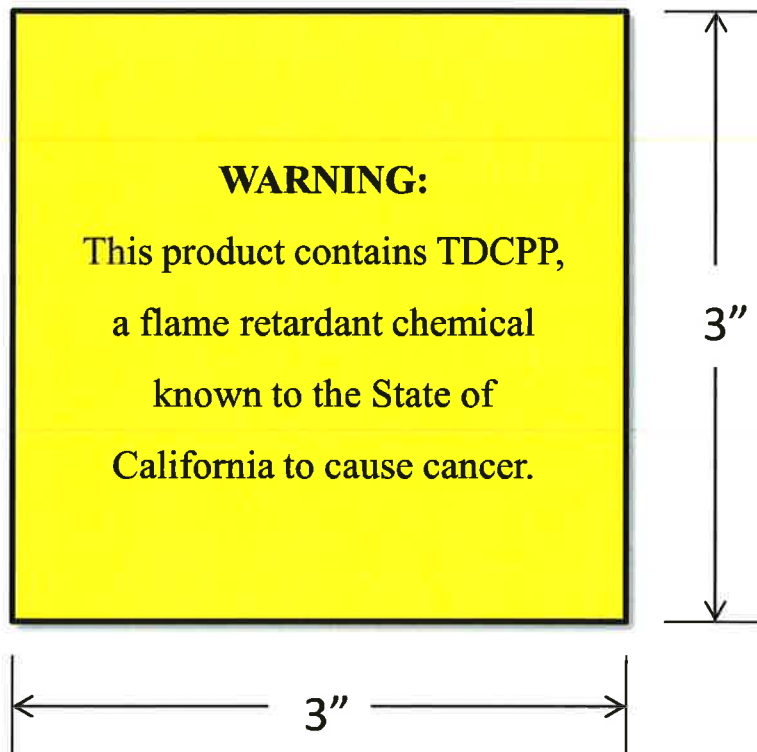 WARNING:
This product contains TDCPP,
a flame retardant chemical
known to the State of
California to cause cancer.
3”
3”